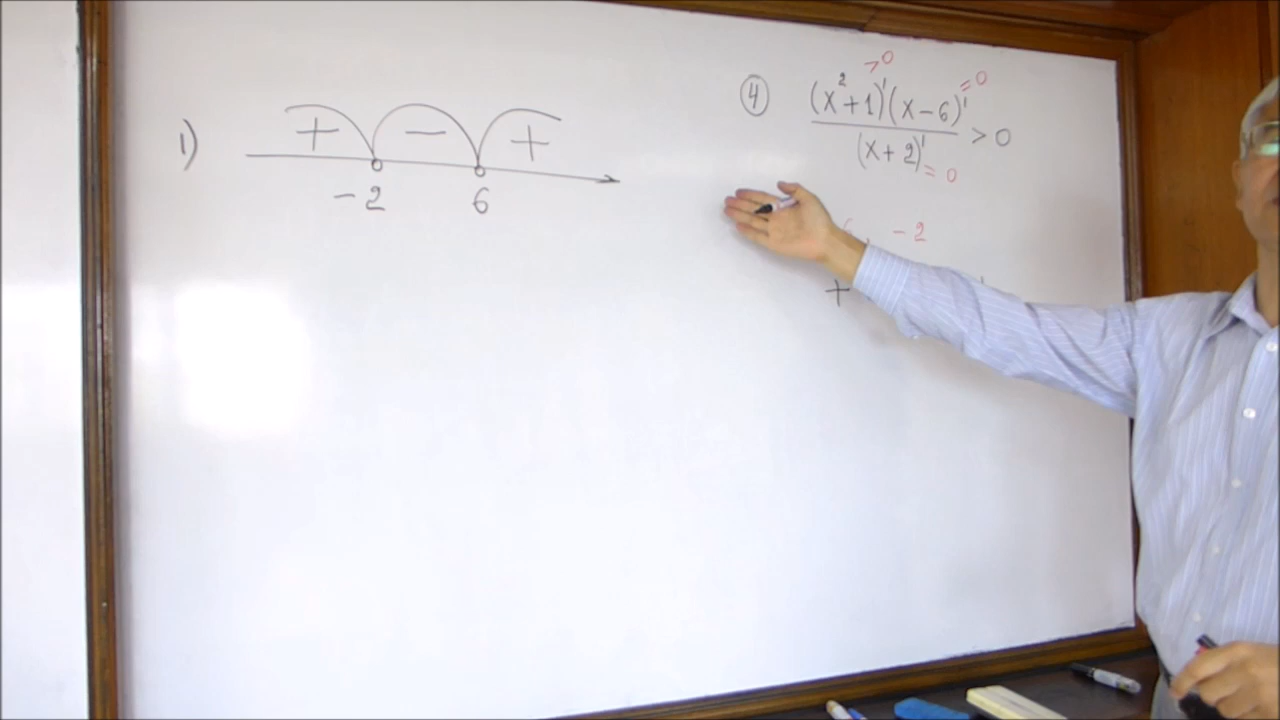 1) + − +
−2 6
④ (x²+1)¹(x−6)¹ / (x+2)¹ > 0
>0 =0
=0
−2
+